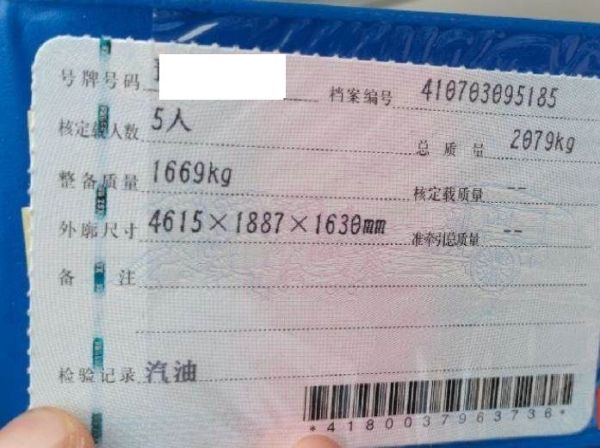 号牌号码 档案编号 410703095185
核定载人数 5人 总质量 2079kg
整备质量 1669kg 核定载质量 --
外廓尺寸 4615×1887×1630mm 准牵引总质量 --
备注
检验记录 汽油
*4180037963736*